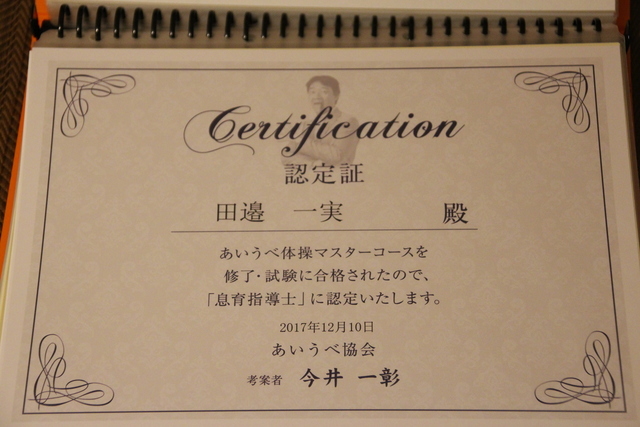 Certification
認定証
田邉 一実 殿
あいうべ体操マスターコースを
修了・試験に合格されたので、
「息育指導士」に認定いたします。
2017年12月10日
あいうべ協会
考案者 今井 一彰